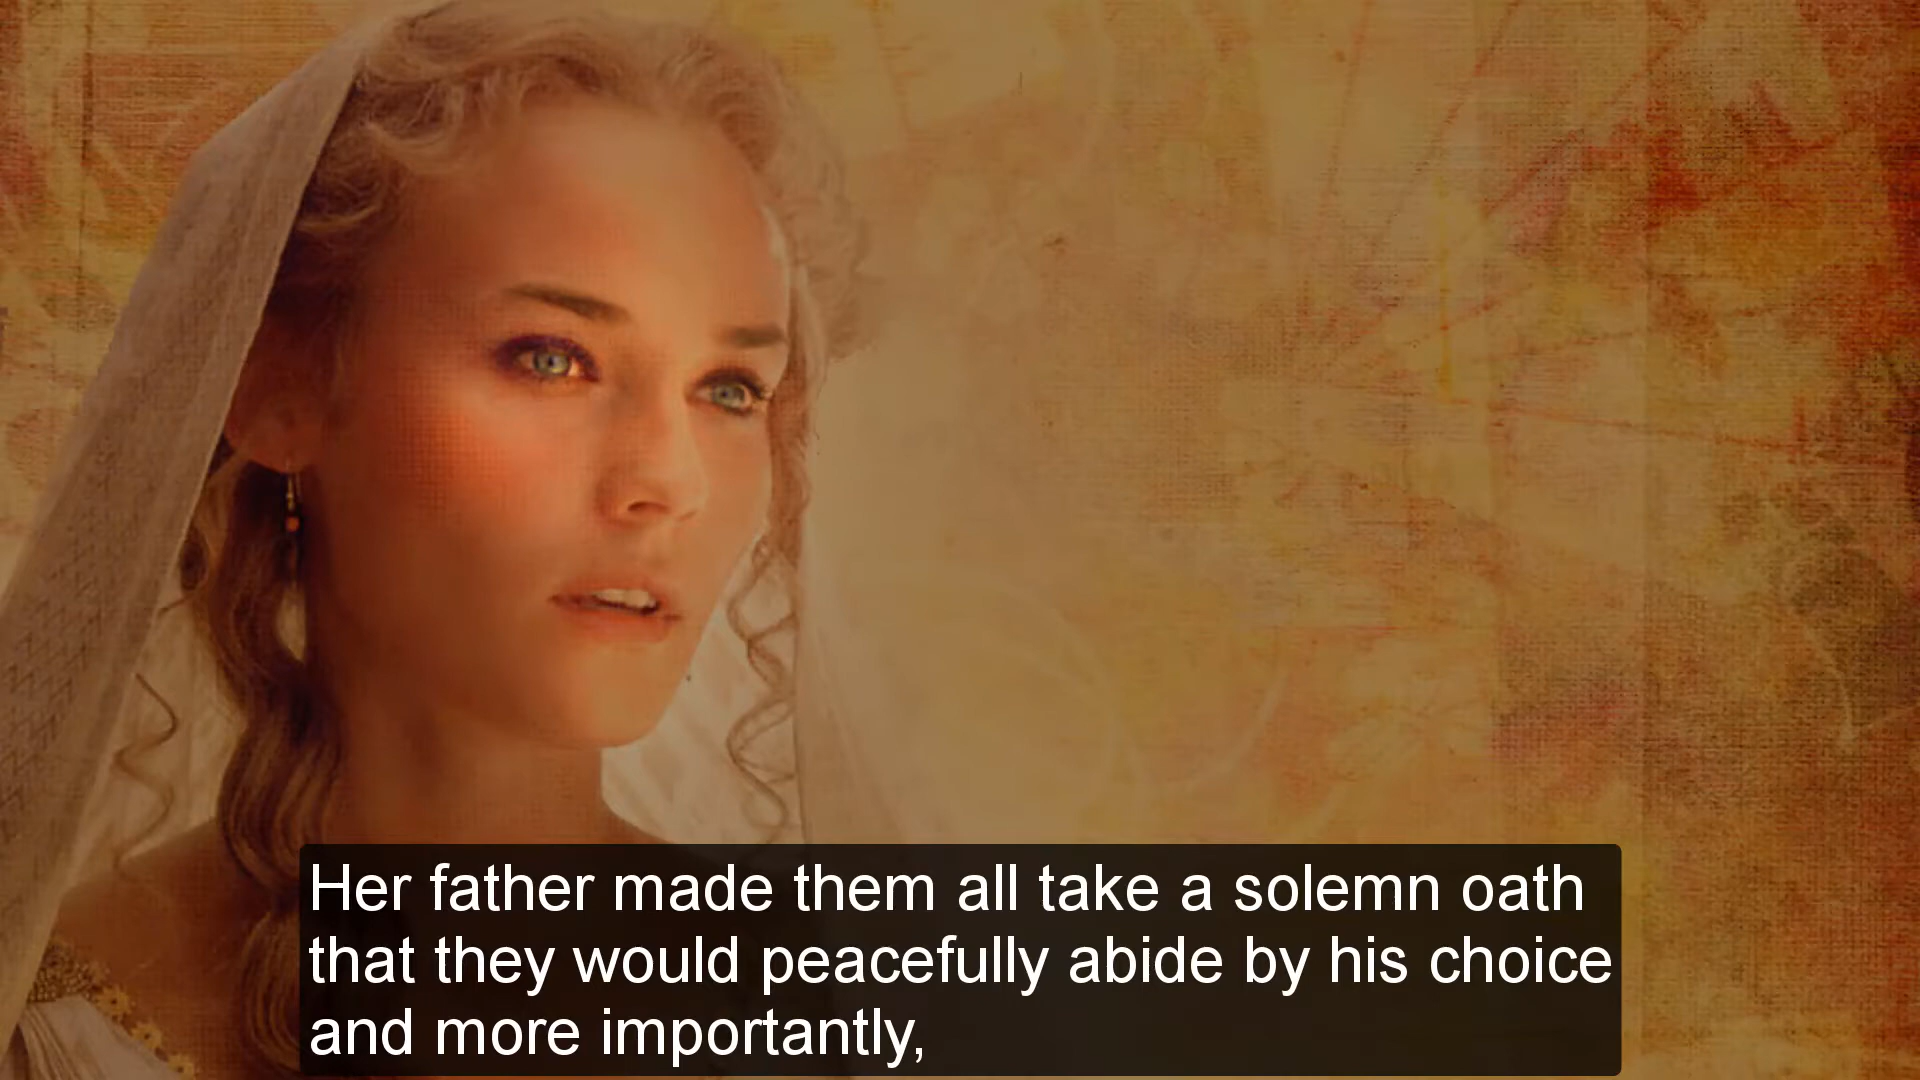 Her father made them all take a solemn oath
that they would peacefully abide by his choice
and more importantly,